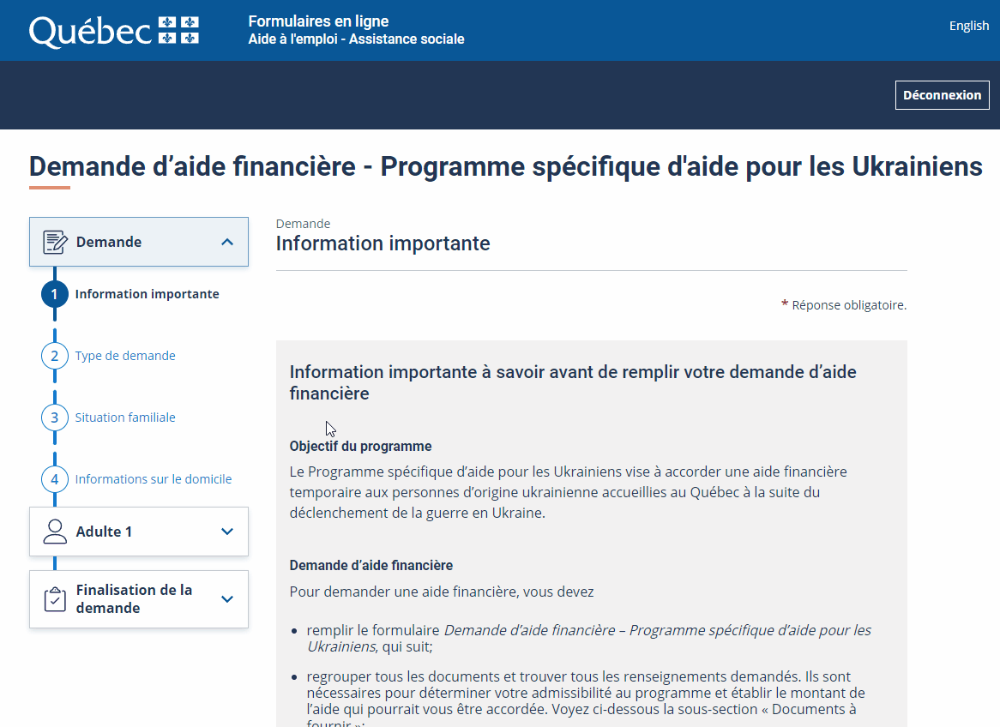 Québec
Formulaires en ligne
Aide à l'emploi - Assistance sociale
English
Déconnexion
Demande d’aide financière - Programme spécifique d'aide pour les Ukrainiens
Demande
1 Information importante
2 Type de demande
3 Situation familiale
4 Informations sur le domicile
Adulte 1
Finalisation de la
demande
Demande
Information importante
* Réponse obligatoire.
Information importante à savoir avant de remplir votre demande d’aide
financière
Objectif du programme
Le Programme spécifique d’aide pour les Ukrainiens vise à accorder une aide financière
temporaire aux personnes d’origine ukrainienne accueillies au Québec à la suite du
déclenchement de la guerre en Ukraine.
Demande d’aide financière
Pour demander une aide financière, vous devez
• remplir le formulaire Demande d’aide financière – Programme spécifique d’aide pour les
Ukrainiens, qui suit;
• regrouper tous les documents et trouver tous les renseignements demandés. Ils sont
nécessaires pour déterminer votre admissibilité au programme et établir le montant de
l’aide qui pourrait vous être accordée. Voyez ci-dessous la sous-section « Documents à
fournir »;